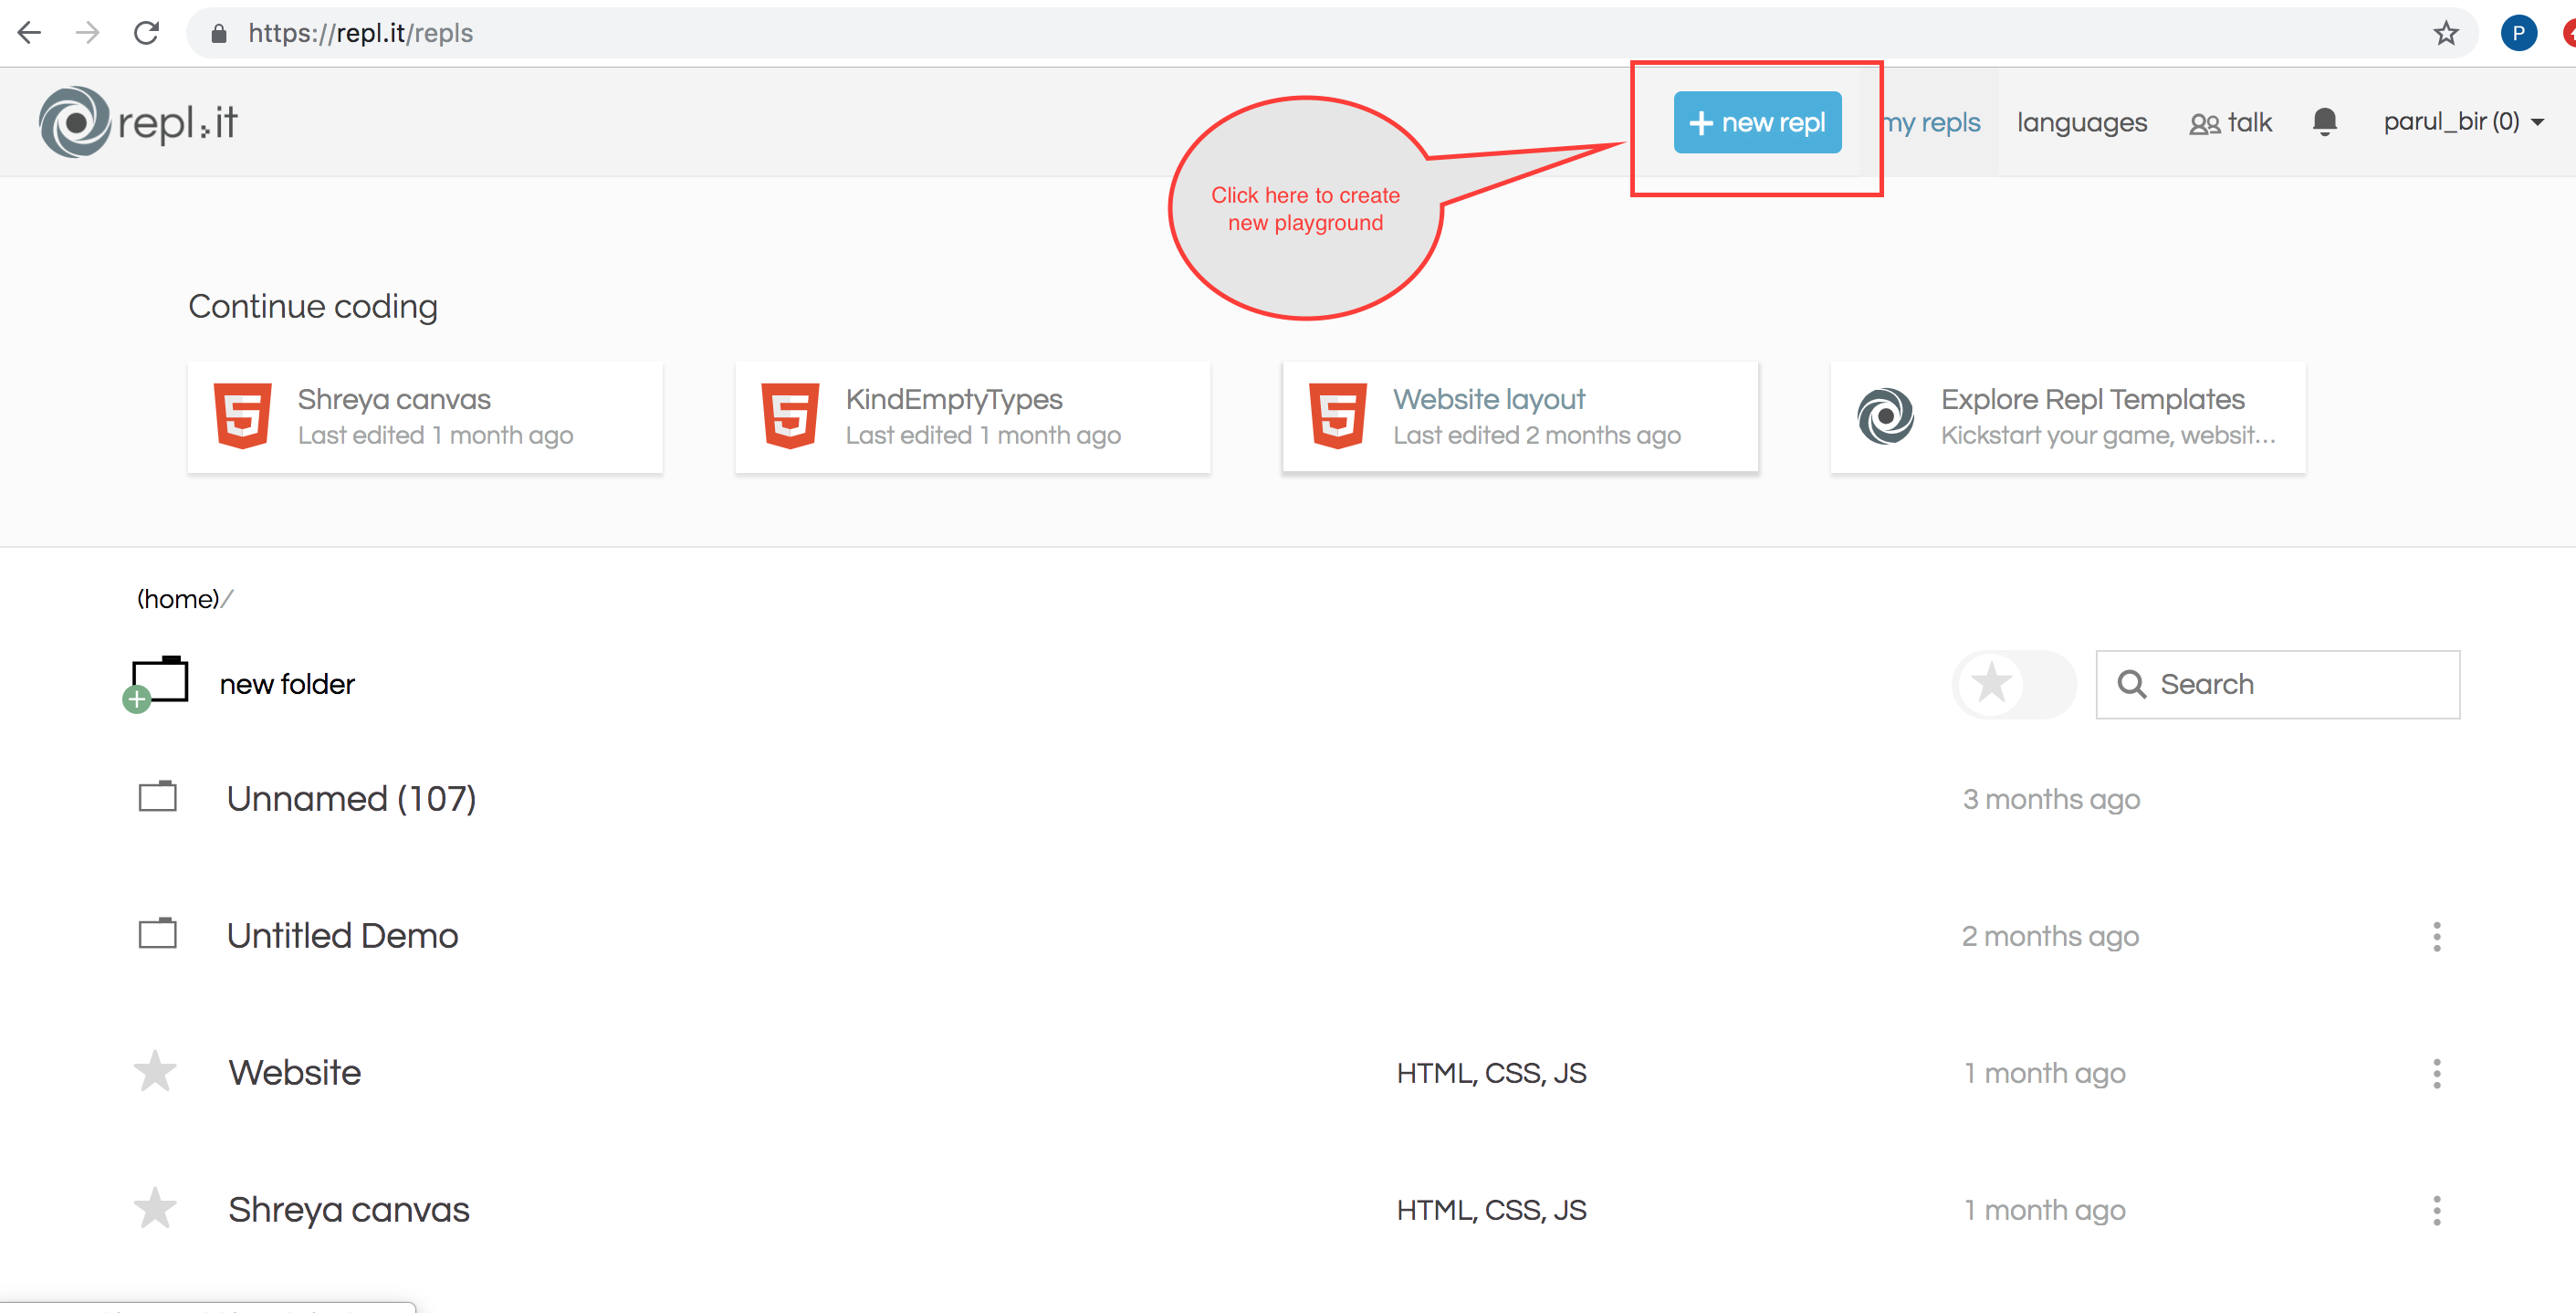 https://repl.it/repls
P
repl.it
+ new repl
my repls
languages
talk
parul_bir (0)
Click here to create
new playground
Continue coding
Shreya canvas
Last edited 1 month ago
KindEmptyTypes
Last edited 1 month ago
Website layout
Last edited 2 months ago
Explore Repl Templates
Kickstart your game, websit...
(home)/
new folder
Search
Unnamed (107)
3 months ago
Untitled Demo
2 months ago
Website
HTML, CSS, JS
1 month ago
Shreya canvas
HTML, CSS, JS
1 month ago